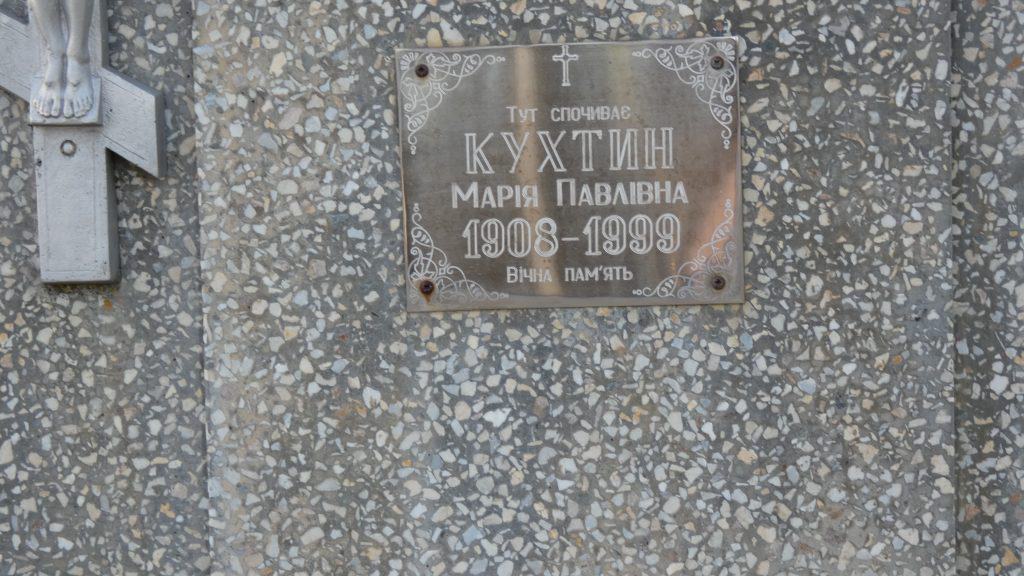 Тут спочиває
КУХТИН
Марія Павлівна
1908-1999
Вічна пам'ять